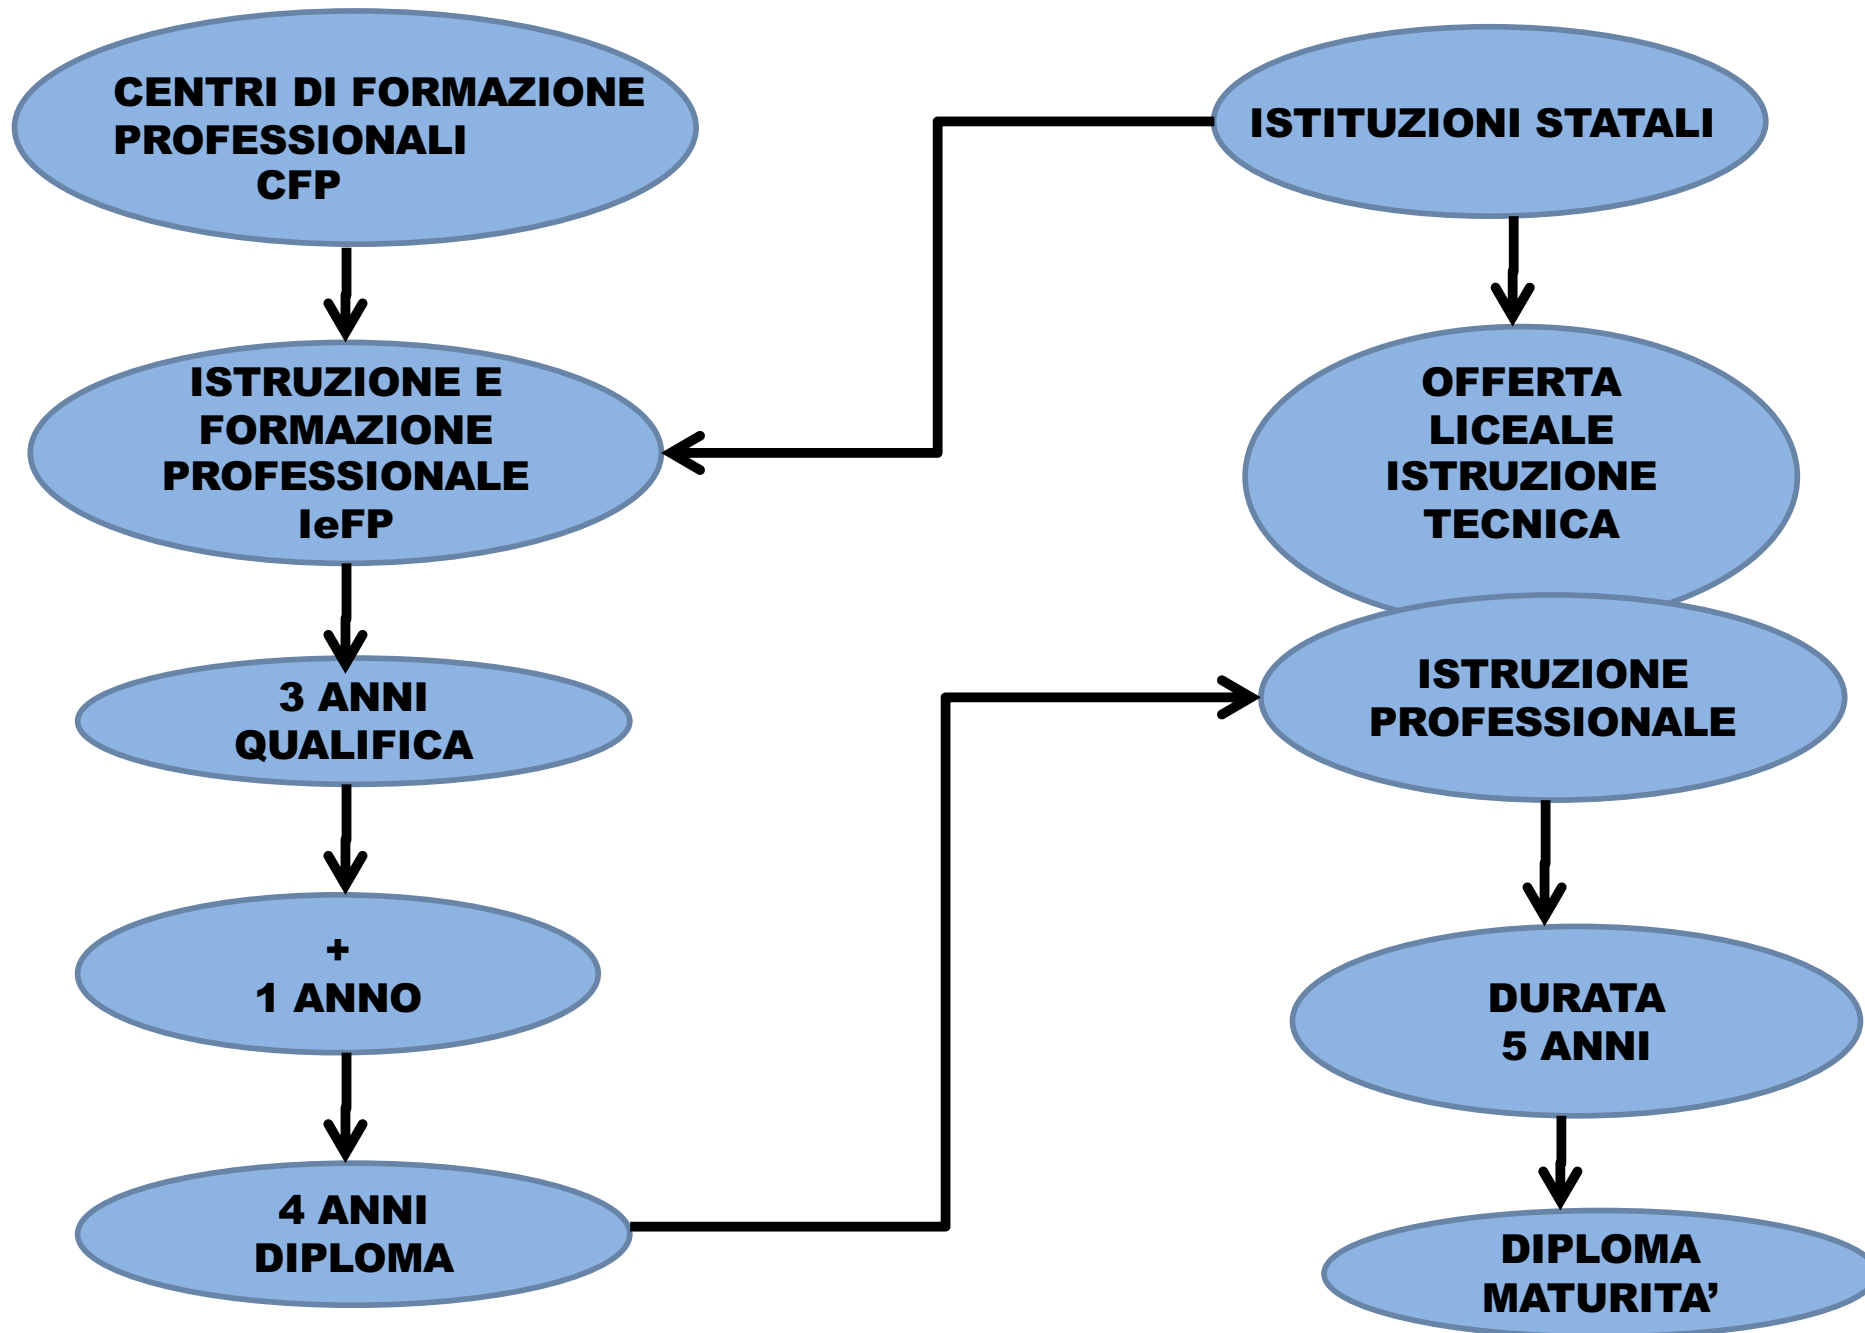 CENTRI DI FORMAZIONE
PROFESSIONALI
CFP
ISTRUZIONE E
FORMAZIONE
PROFESSIONALE
IeFP
3 ANNI
QUALIFICA
+
1 ANNO
4 ANNI
DIPLOMA
ISTITUZIONI STATALI
OFFERTA
LICEALE
ISTRUZIONE
TECNICA
ISTRUZIONE
PROFESSIONALE
DURATA
5 ANNI
DIPLOMA
MATURITA’